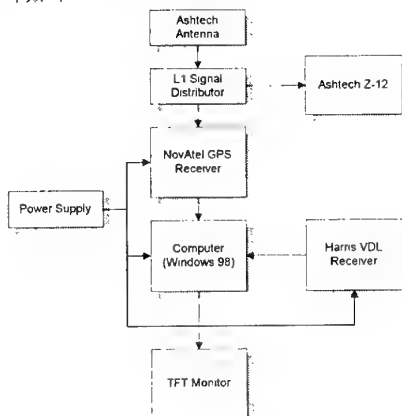 Ashtech
Antenna
L1 Signal
Distributor
Ashtech Z-12
NovAtel GPS
Receiver
Power Supply
Computer
(Windows 98)
Harris VDL
Receiver
TFT Monitor